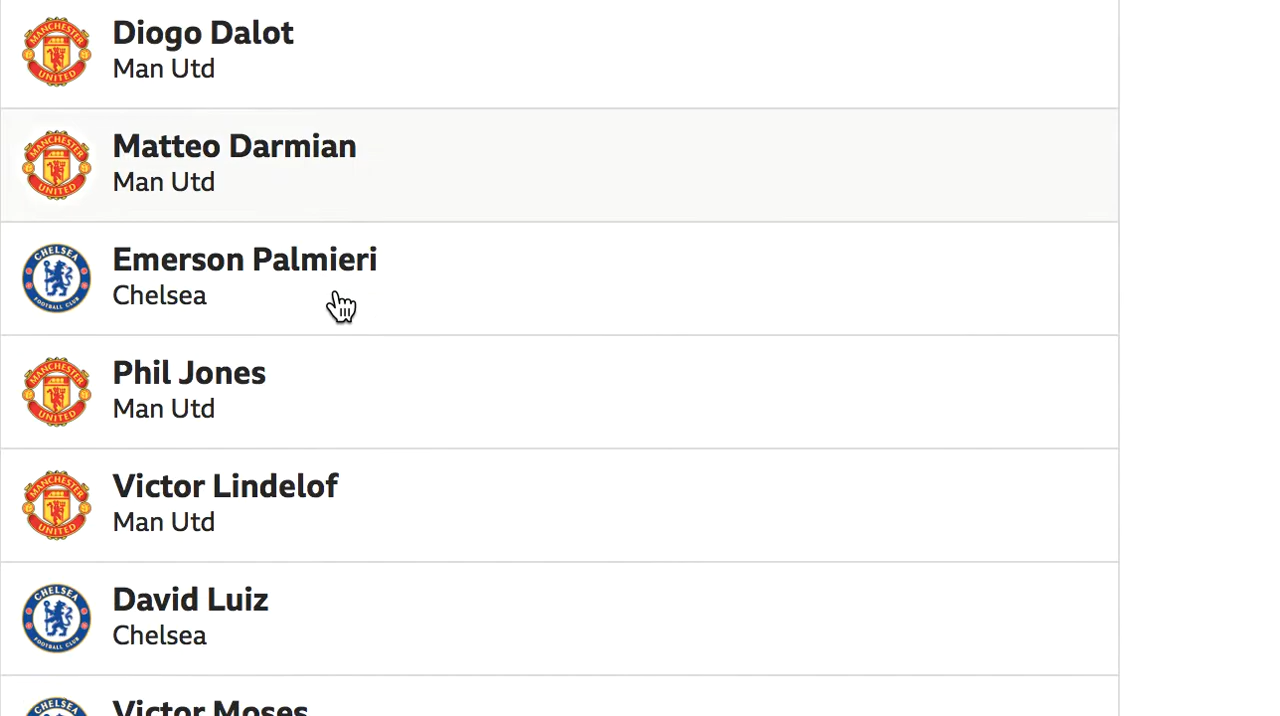 Diogo Dalot
Man Utd
Matteo Darmian
Man Utd
Emerson Palmieri
Chelsea
Phil Jones
Man Utd
Victor Lindelof
Man Utd
David Luiz
Chelsea
Victor Moses